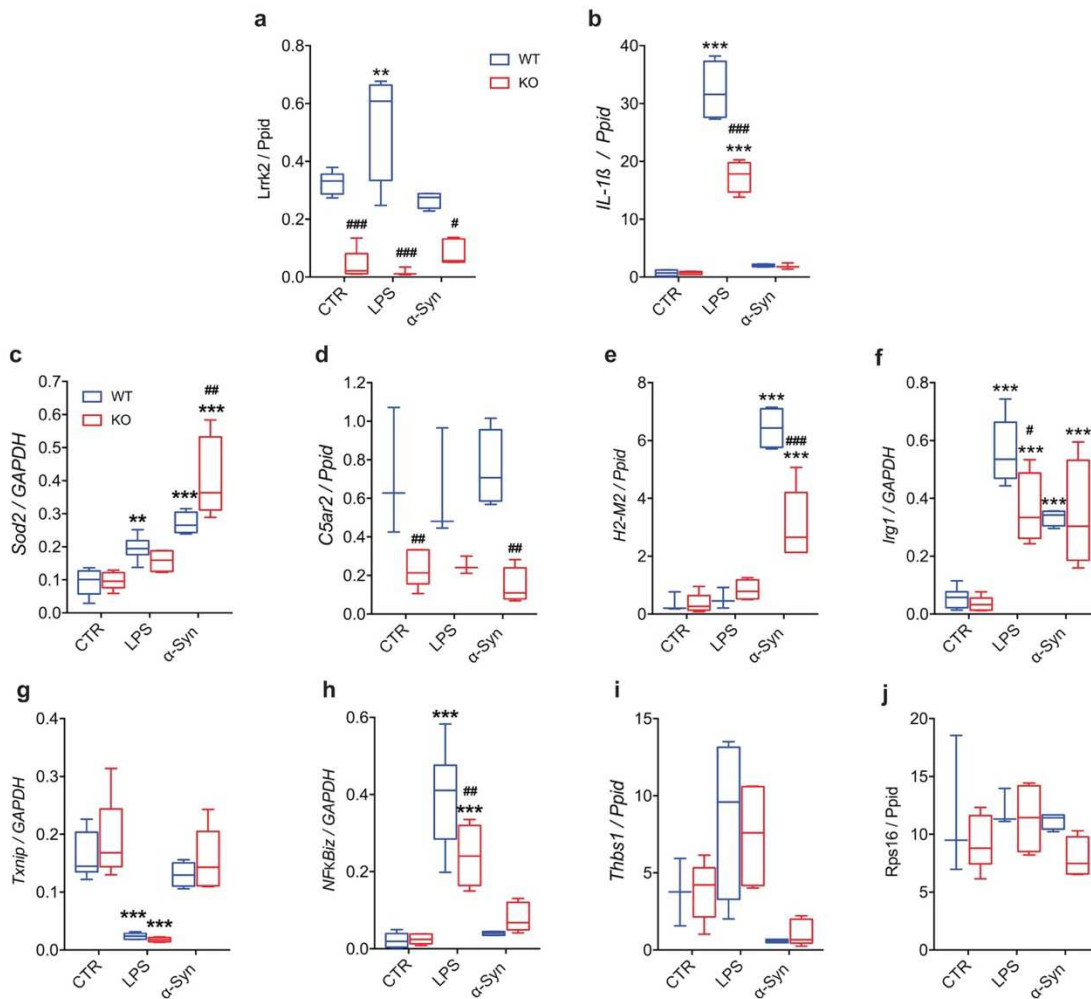 a
Lrrk2 / Ppid
0.8
0.6
0.4
0.2
0.0
**
###
###
#
CTR
LPS
α-Syn
WT
KO
b
IL-1ß / Ppid
40
30
20
10
0
***
###
***
CTR
LPS
α-Syn
c
Sod2 / GAPDH
0.7
0.6
0.5
0.4
0.3
0.2
0.1
0.0
WT
KO
**
***
##
***
CTR
LPS
α-Syn
d
C5ar2 / Ppid
1.2
1.0
0.8
0.6
0.4
0.2
0.0
##
##
CTR
LPS
α-Syn
e
H2-M2 / Ppid
8
6
4
2
0
***
###
***
CTR
LPS
α-Syn
f
Irg1 / GAPDH
0.8
0.6
0.4
0.2
0.0
***
#
***
***
***
CTR
LPS
α-Syn
g
Txnip / GAPDH
0.4
0.3
0.2
0.1
0.0
***
***
CTR
LPS
α-Syn
h
NFκBiz / GAPDH
0.6
0.4
0.2
0.0
***
##
***
CTR
LPS
α-Syn
i
Thbs1 / Ppid
15
10
5
0
CTR
LPS
α-Syn
j
Rps16 / Ppid
20
15
10
5
0
CTR
LPS
α-Syn